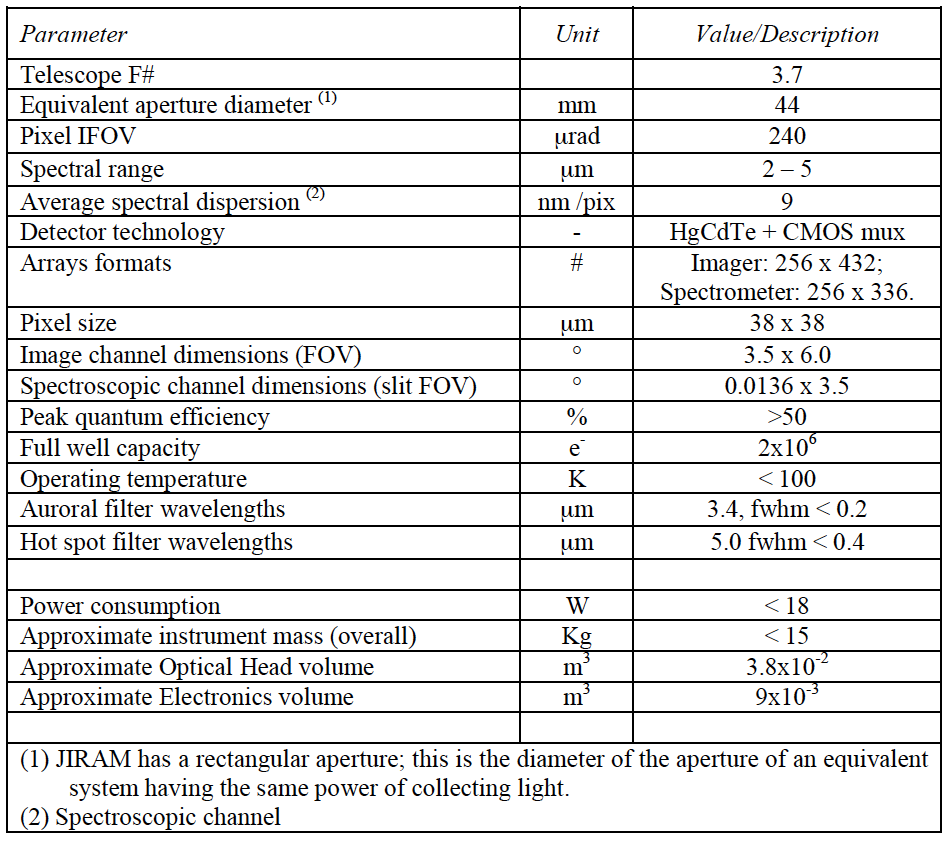 Parameter Unit Value/Description
Telescope F# 3.7
Equivalent aperture diameter (1) mm 44
Pixel IFOV μrad 240
Spectral range μm 2 – 5
Average spectral dispersion (2) nm /pix 9
Detector technology - HgCdTe + CMOS mux
Arrays formats # Imager: 256 x 432;
Spectrometer: 256 x 336.
Pixel size μm 38 x 38
Image channel dimensions (FOV) ° 3.5 x 6.0
Spectroscopic channel dimensions (slit FOV) ° 0.0136 x 3.5
Peak quantum efficiency % >50
Full well capacity e- 2x10^6
Operating temperature K < 100
Auroral filter wavelengths μm 3.4, fwhm < 0.2
Hot spot filter wavelengths μm 5.0 fwhm < 0.4
Power consumption W < 18
Approximate instrument mass (overall) Kg < 15
Approximate Optical Head volume m³ 3.8x10^-2
Approximate Electronics volume m³ 9x10^-3
(1) JIRAM has a rectangular aperture; this is the diameter of the aperture of an equivalent
system having the same power of collecting light.
(2) Spectroscopic channel